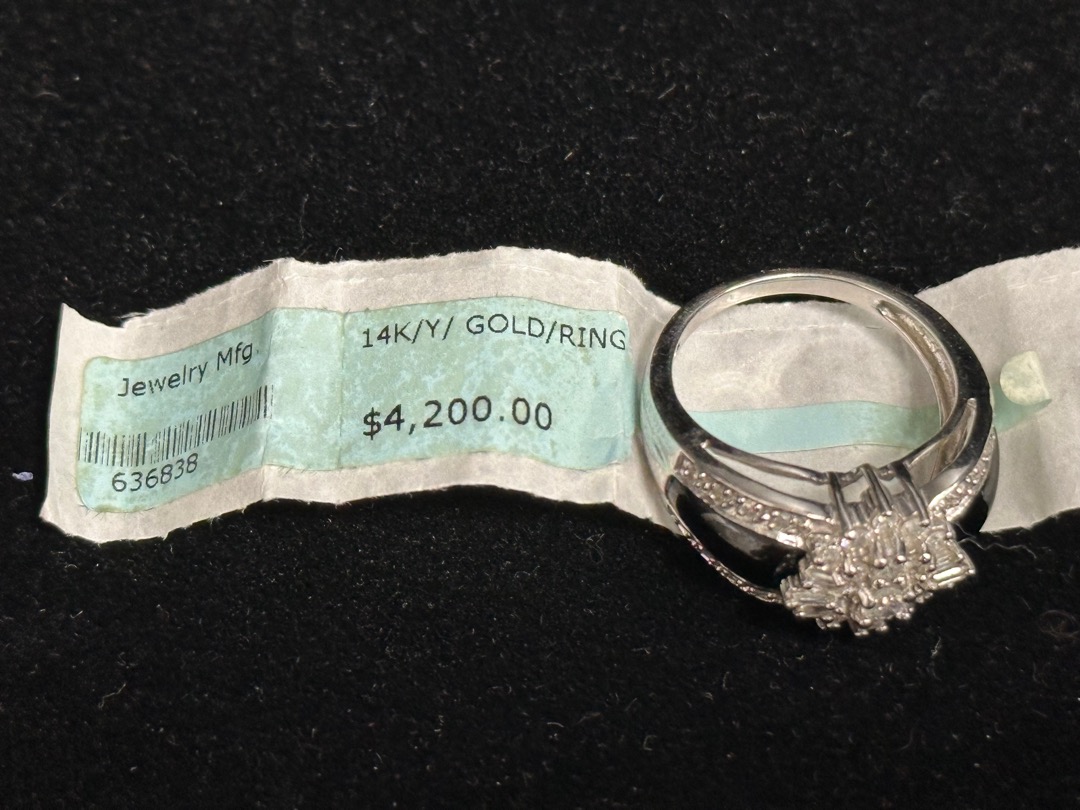 Jewelry Mfg.
636838
14K/Y/ GOLD/RING
$4,200.00